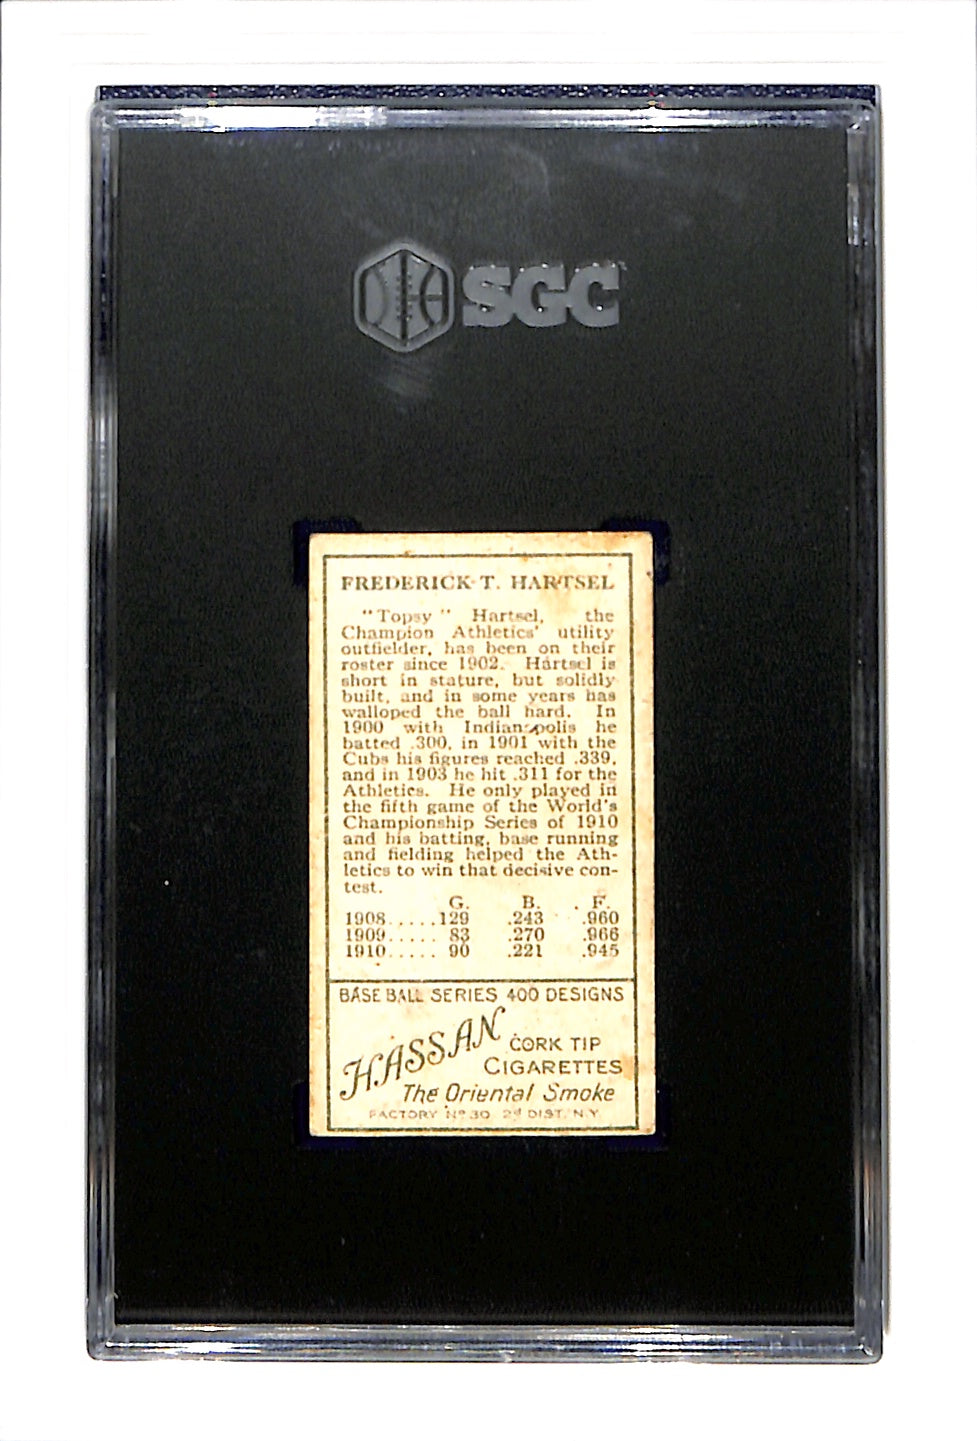 SGC
FREDERICK T. HARTSEL
"Topsy" Hartsel, the
Champion Athletics' utility
outfielder, has been on their
roster since 1902. Hartsel is
short in stature, but solidly
built, and in some years has
walloped the ball hard. In
1900 with Indianapolis he
batted .300, in 1901 with the
Cubs his figures reached .339,
and in 1903 he hit .311 for the
Athletics. He only played in
the fifth game of the World's
Championship Series of 1910
and his batting, base running
and fielding helped the Ath-
letics to win that decisive con-
test.
G. B. F.
1908.....129 .243 .960
1909..... 83 .270 .966
1910..... 90 .221 .945
BASE BALL SERIES 400 DESIGNS
HASSAN CORK TIP
CIGARETTES
The Oriental Smoke
FACTORY Nº 30 2d DIST. N.Y.